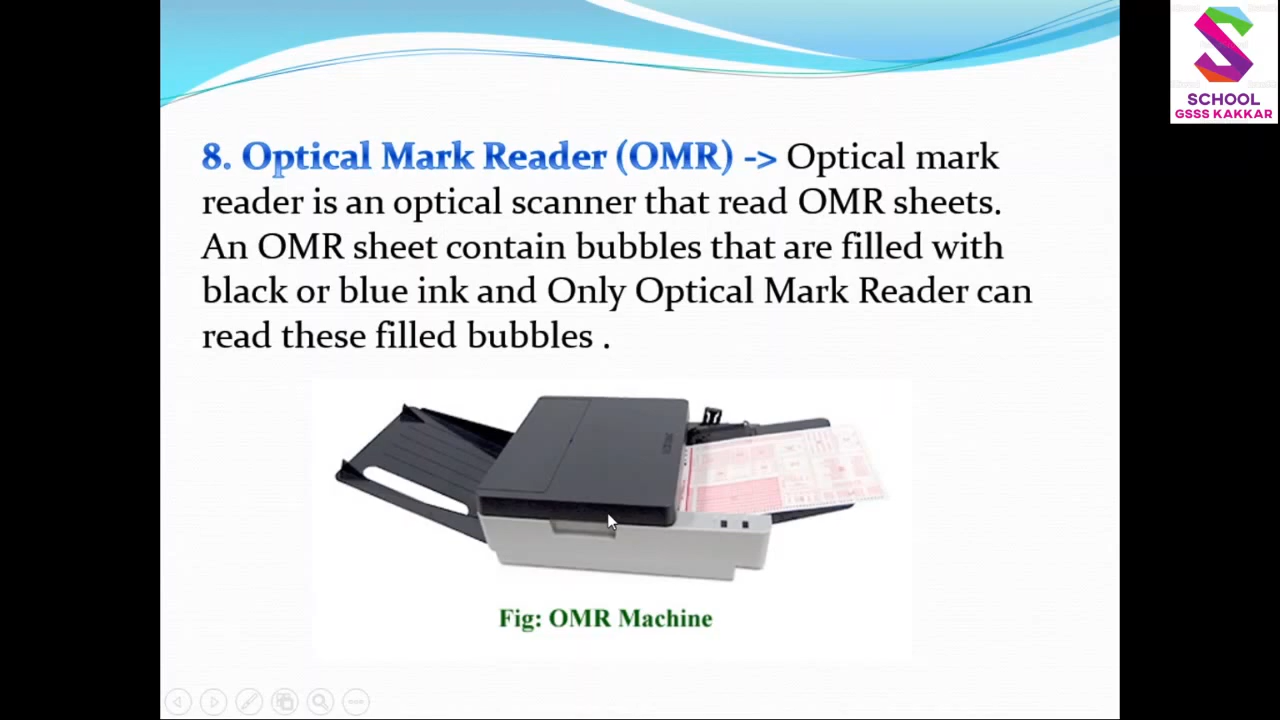 SCHOOL
GSSS KAKKAR
8. Optical Mark Reader (OMR) -> Optical mark
reader is an optical scanner that read OMR sheets.
An OMR sheet contain bubbles that are filled with
black or blue ink and Only Optical Mark Reader can
read these filled bubbles .
Fig: OMR Machine